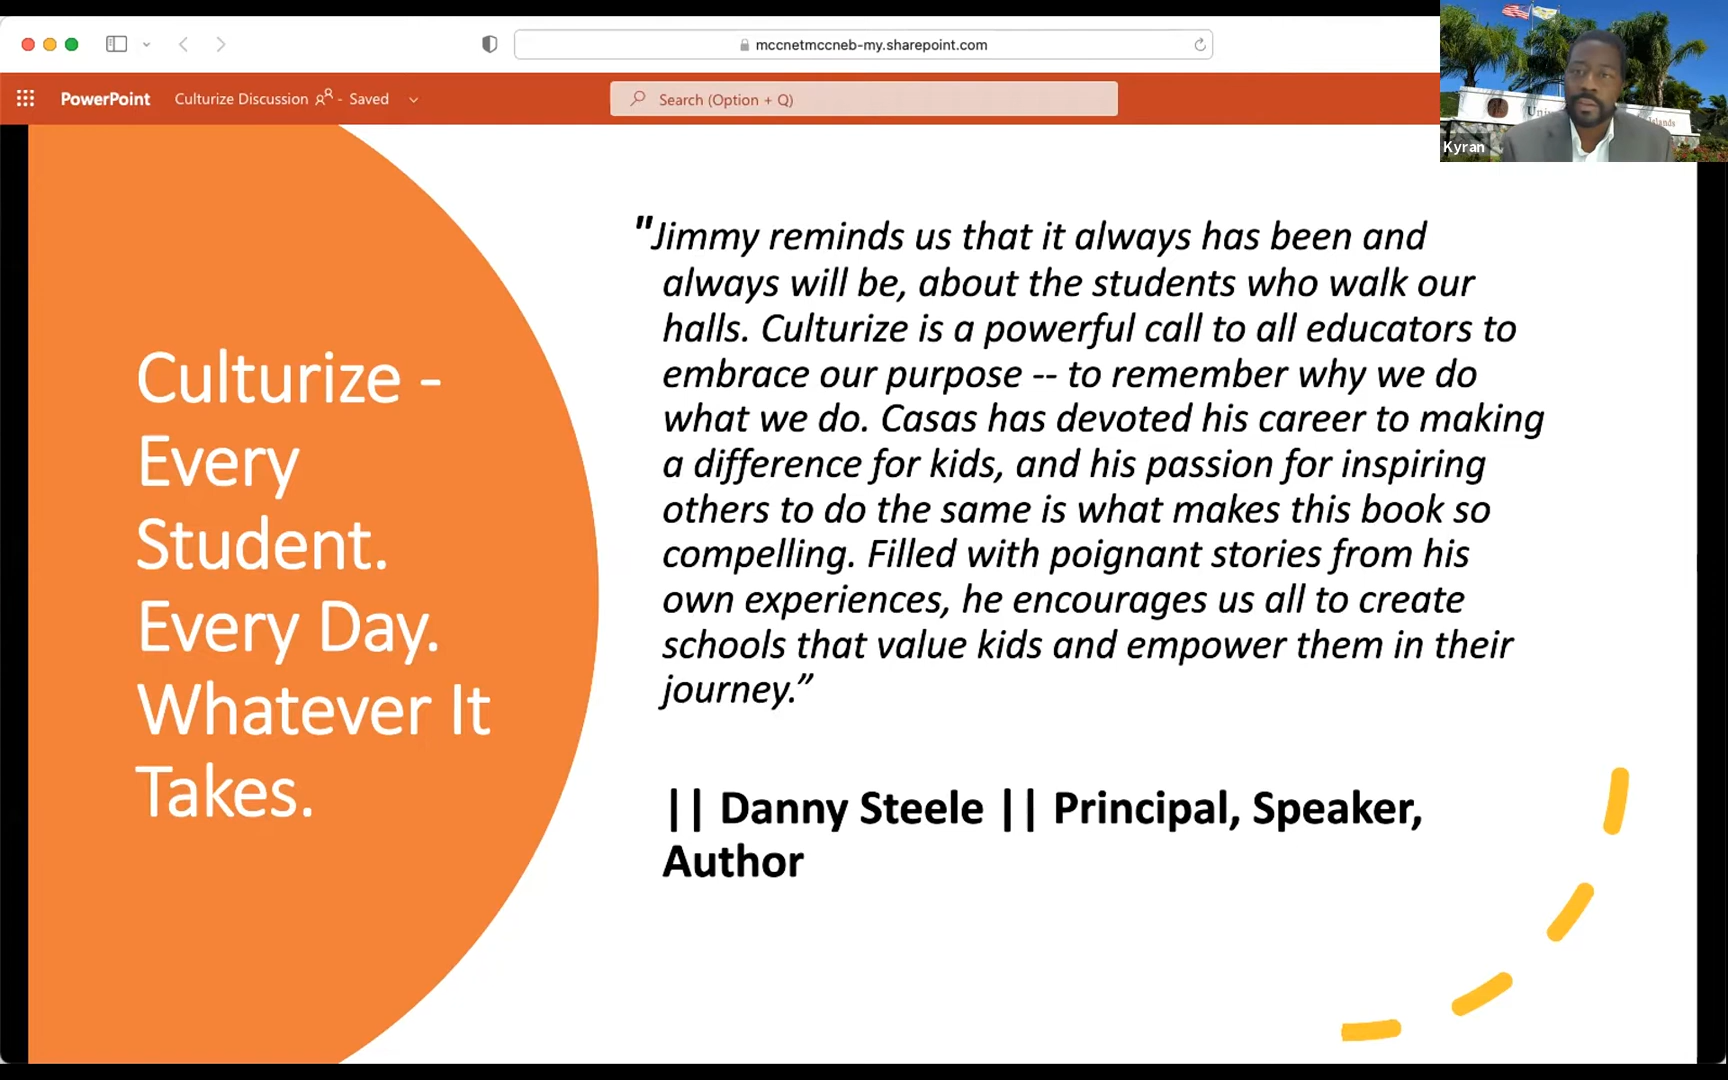 mccnetmccneb-my.sharepoint.com
PowerPoint
Culturize Discussion - Saved
Search (Option + Q)
Kyran
Culturize -
Every
Student.
Every Day.
Whatever It
Takes.
"Jimmy reminds us that it always has been and
always will be, about the students who walk our
halls. Culturize is a powerful call to all educators to
embrace our purpose -- to remember why we do
what we do. Casas has devoted his career to making
a difference for kids, and his passion for inspiring
others to do the same is what makes this book so
compelling. Filled with poignant stories from his
own experiences, he encourages us all to create
schools that value kids and empower them in their
journey.”
|| Danny Steele || Principal, Speaker,
Author